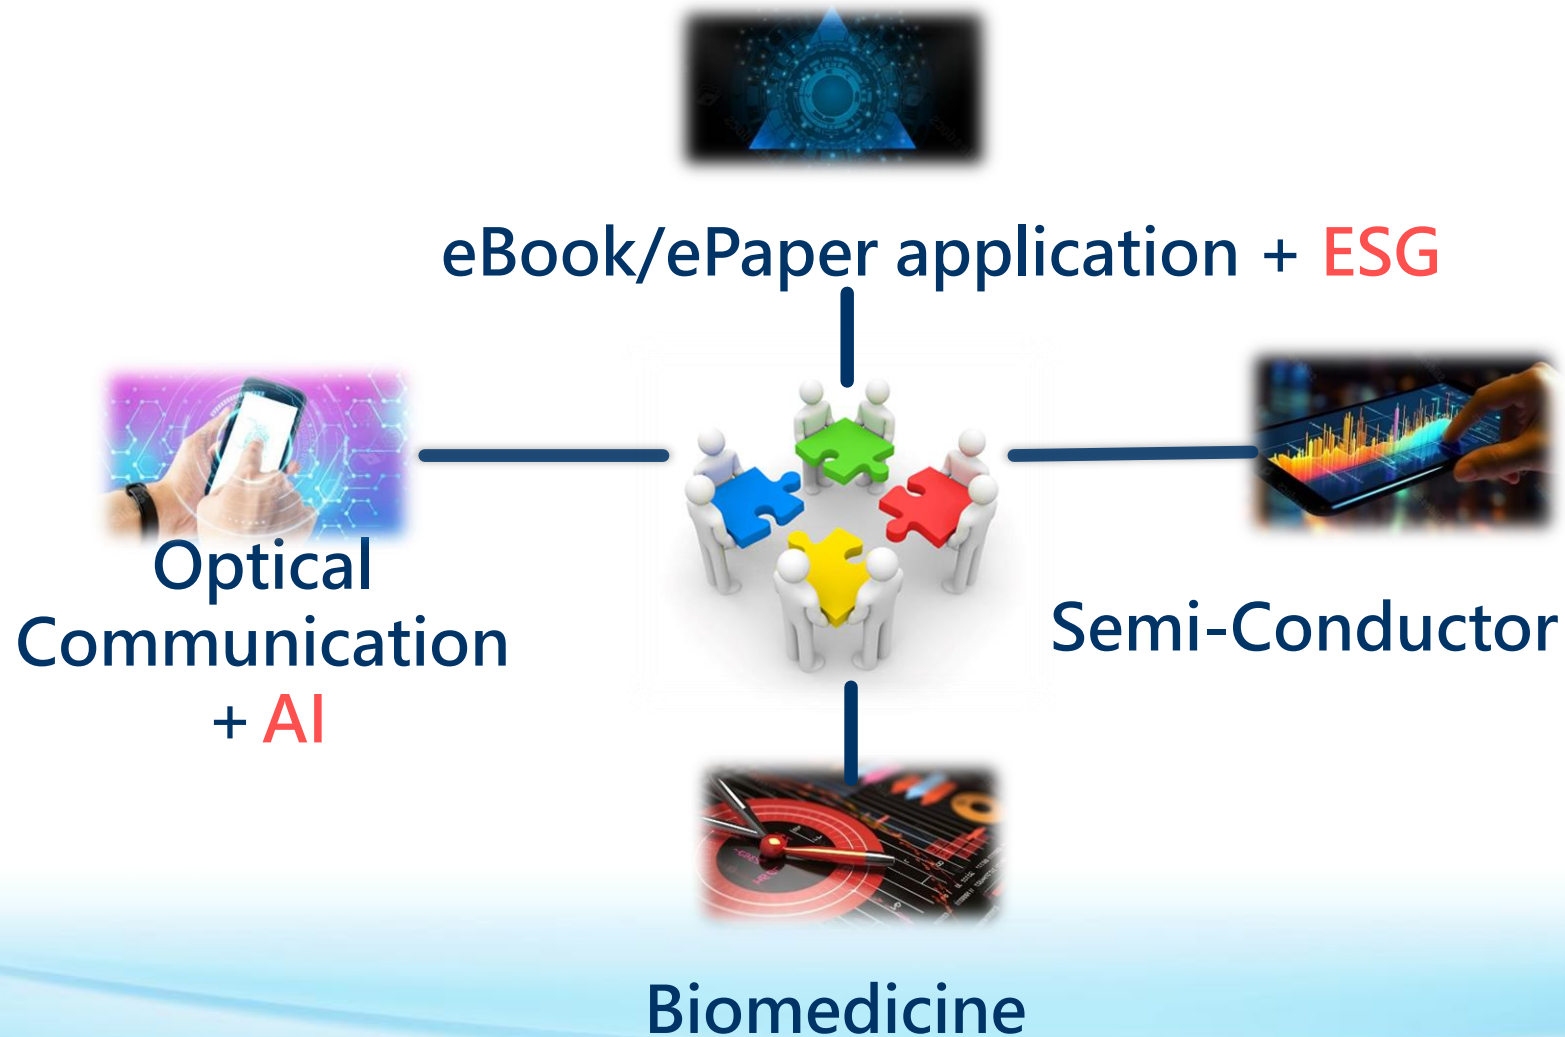 eBook/ePaper application + ESG
Optical
Communication
+ AI
Semi-Conductor
Biomedicine